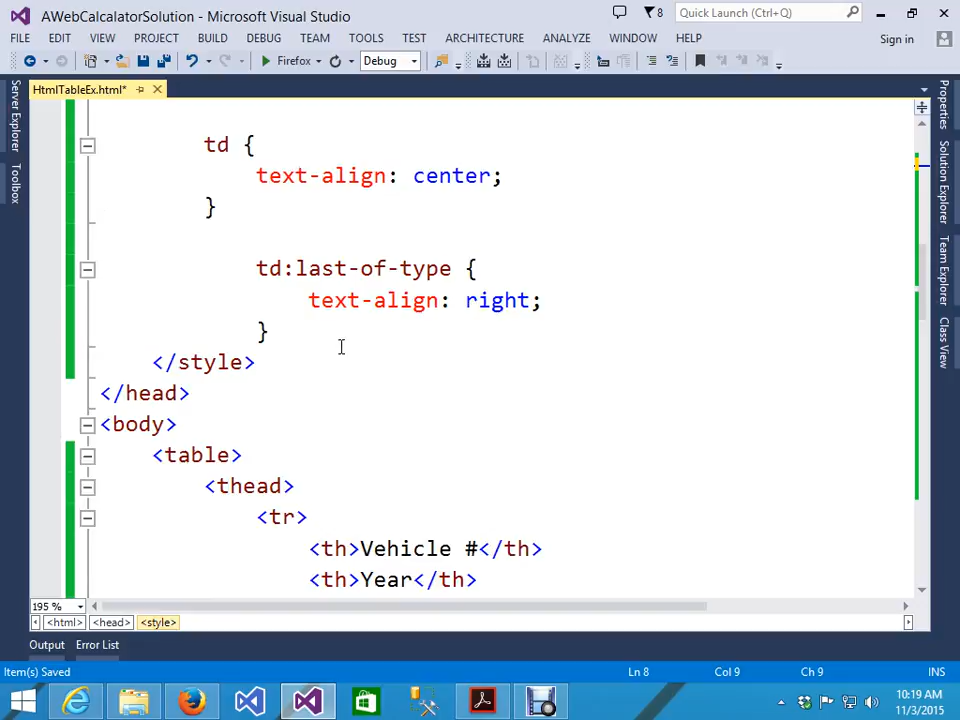 AWebCalcalatorSolution - Microsoft Visual Studio
8
Quick Launch (Ctrl+Q)
FILE EDIT VIEW PROJECT BUILD DEBUG TEAM TOOLS TEST ARCHITECTURE ANALYZE WINDOW HELP
Sign in
Firefox
Debug
HtmlTableEx.html*
Server Explorer
Toolbox
td {
text-align: center;
}
td:last-of-type {
text-align: right;
}
</style>
</head>
<body>
<table>
<thead>
<tr>
<th>Vehicle #</th>
<th>Year</th>
Properties
Solution Explorer
Team Explorer
Class View
195 %
<html> <head> <style>
Output Error List
Item(s) Saved
Ln 8
Col 9
Ch 9
INS
10:19 AM
11/3/2015